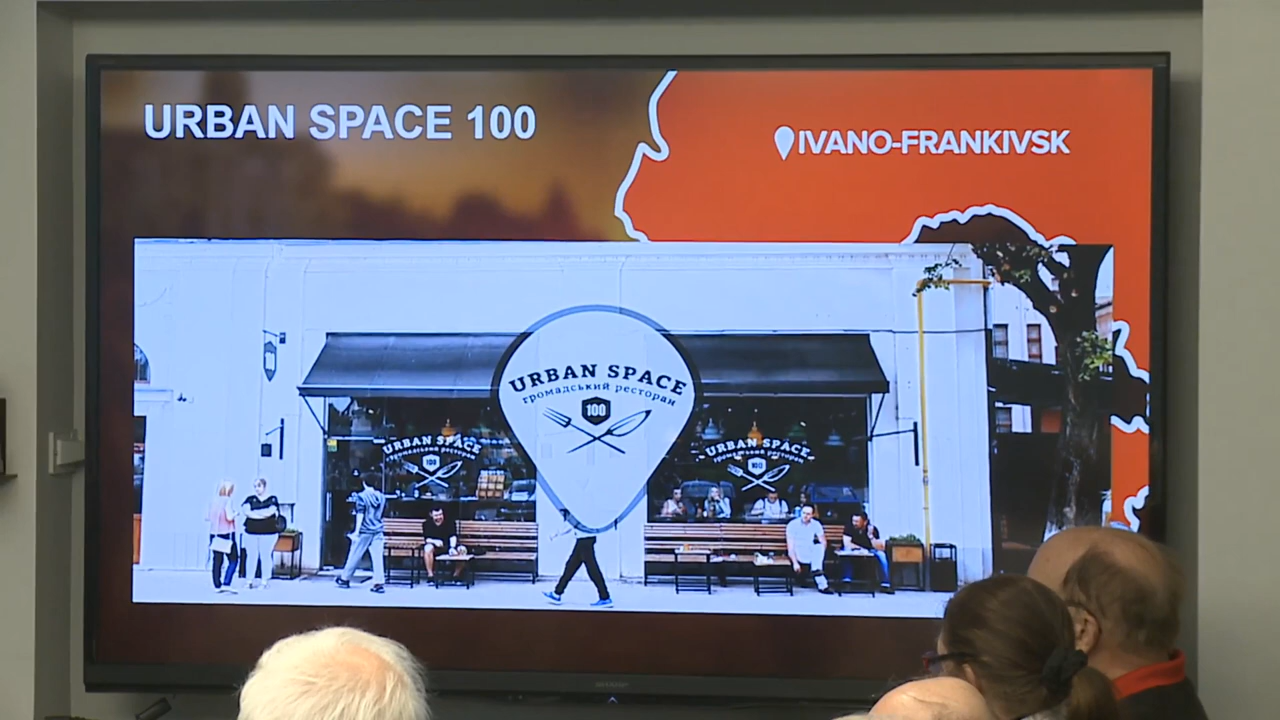 URBAN SPACE 100
IVANO-FRANKIVSK
URBAN SPACE
громадський ресторан
100
URBAN SPACE
громадський ресторан
100
URBAN SPACE
громадський ресторан
100